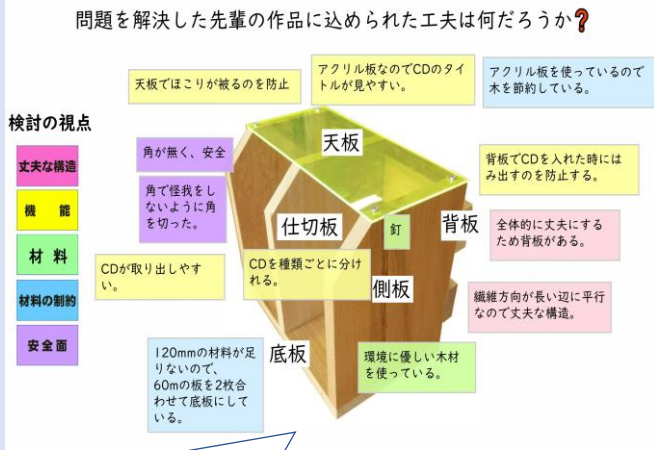 問題を解決した先輩の作品に込められた工夫は何だろうか❓
天板でほこりが被るのを防止
アクリル板なのでCDのタイ
トルが見やすい。
アクリル板を使っているので
木を節約している。
検討の視点
丈夫な構造
機 能
材 料
材料の制約
安全面
角が無く、安全
角で怪我をし
ないように角
を切った。
CDが取り出しやす
い。
天板
仕切板
CDを種類ごとに分け
れる。
釘
背板
側板
底板
背板でCDを入れた時には
み出すのを防止する。
全体的に丈夫にする
ため背板がある。
繊維方向が長い辺に平行
なので丈夫な構造。
120mmの材料が足
りないので、
60mの板を2枚合
わせて底板にして
いる。
環境に優しい木材
を使っている。